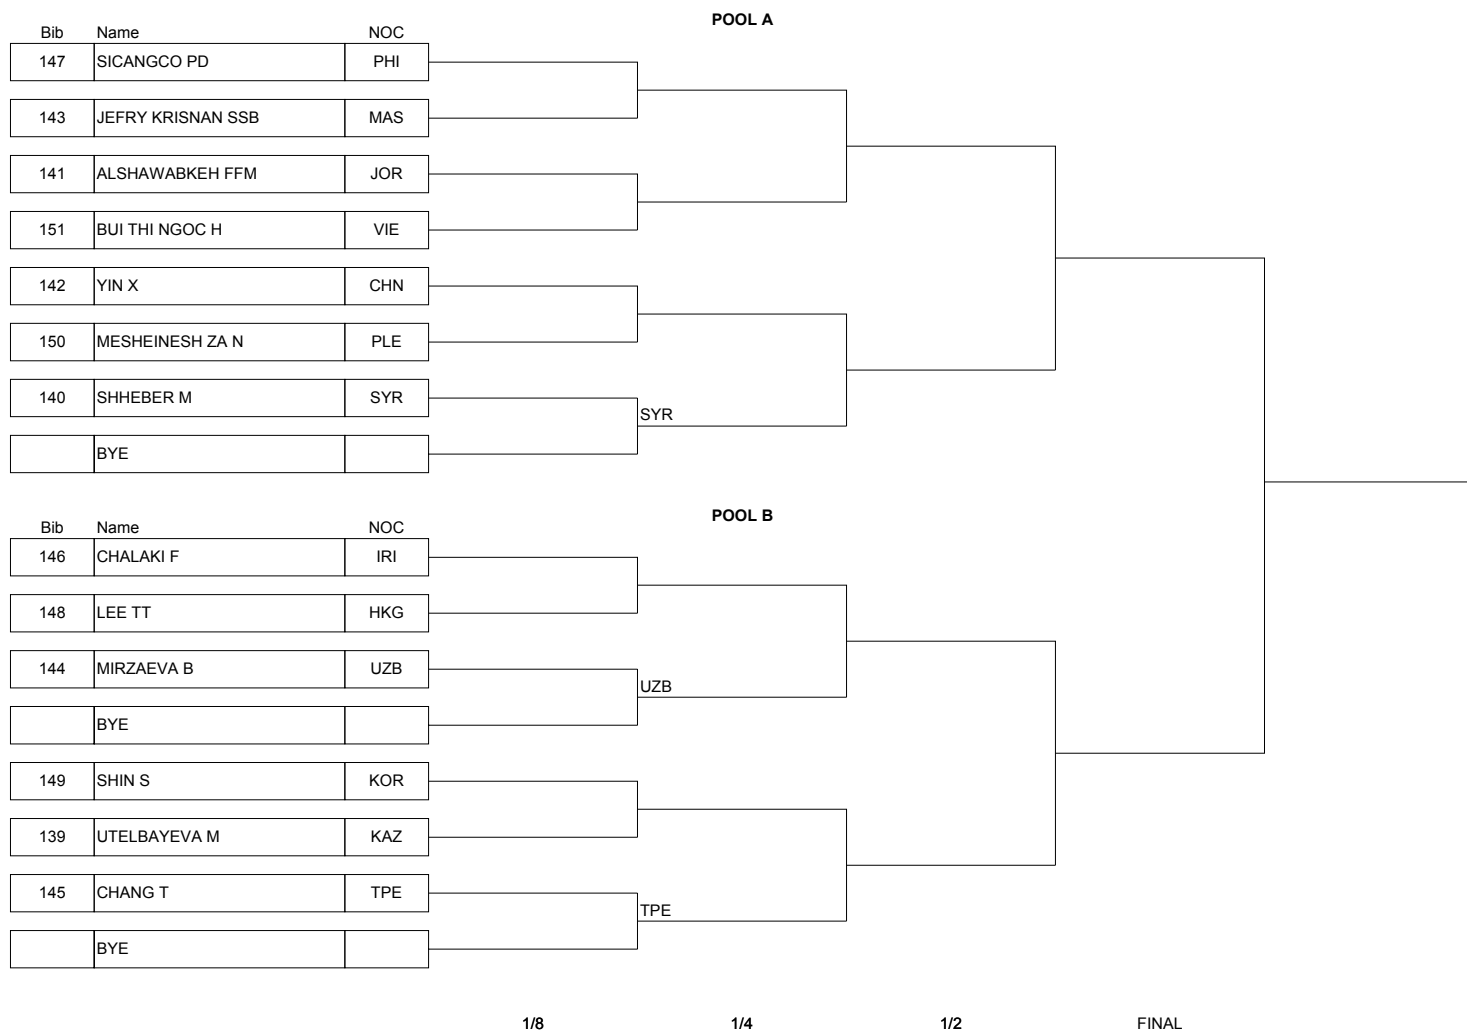 POOL A
Bib Name NOC
147 SICANGCO PD PHI
143 JEFRY KRISNAN SSB MAS
141 ALSHAWABKEH FFM JOR
151 BUI THI NGOC H VIE
142 YIN X CHN
150 MESHEINESH ZA N PLE
140 SHHEBER M SYR
SYR
BYE
POOL B
Bib Name NOC
146 CHALAKI F IRI
148 LEE TT HKG
144 MIRZAEVA B UZB
UZB
BYE
149 SHIN S KOR
139 UTELBAYEVA M KAZ
145 CHANG T TPE
TPE
BYE
1/8 1/4 1/2 FINAL